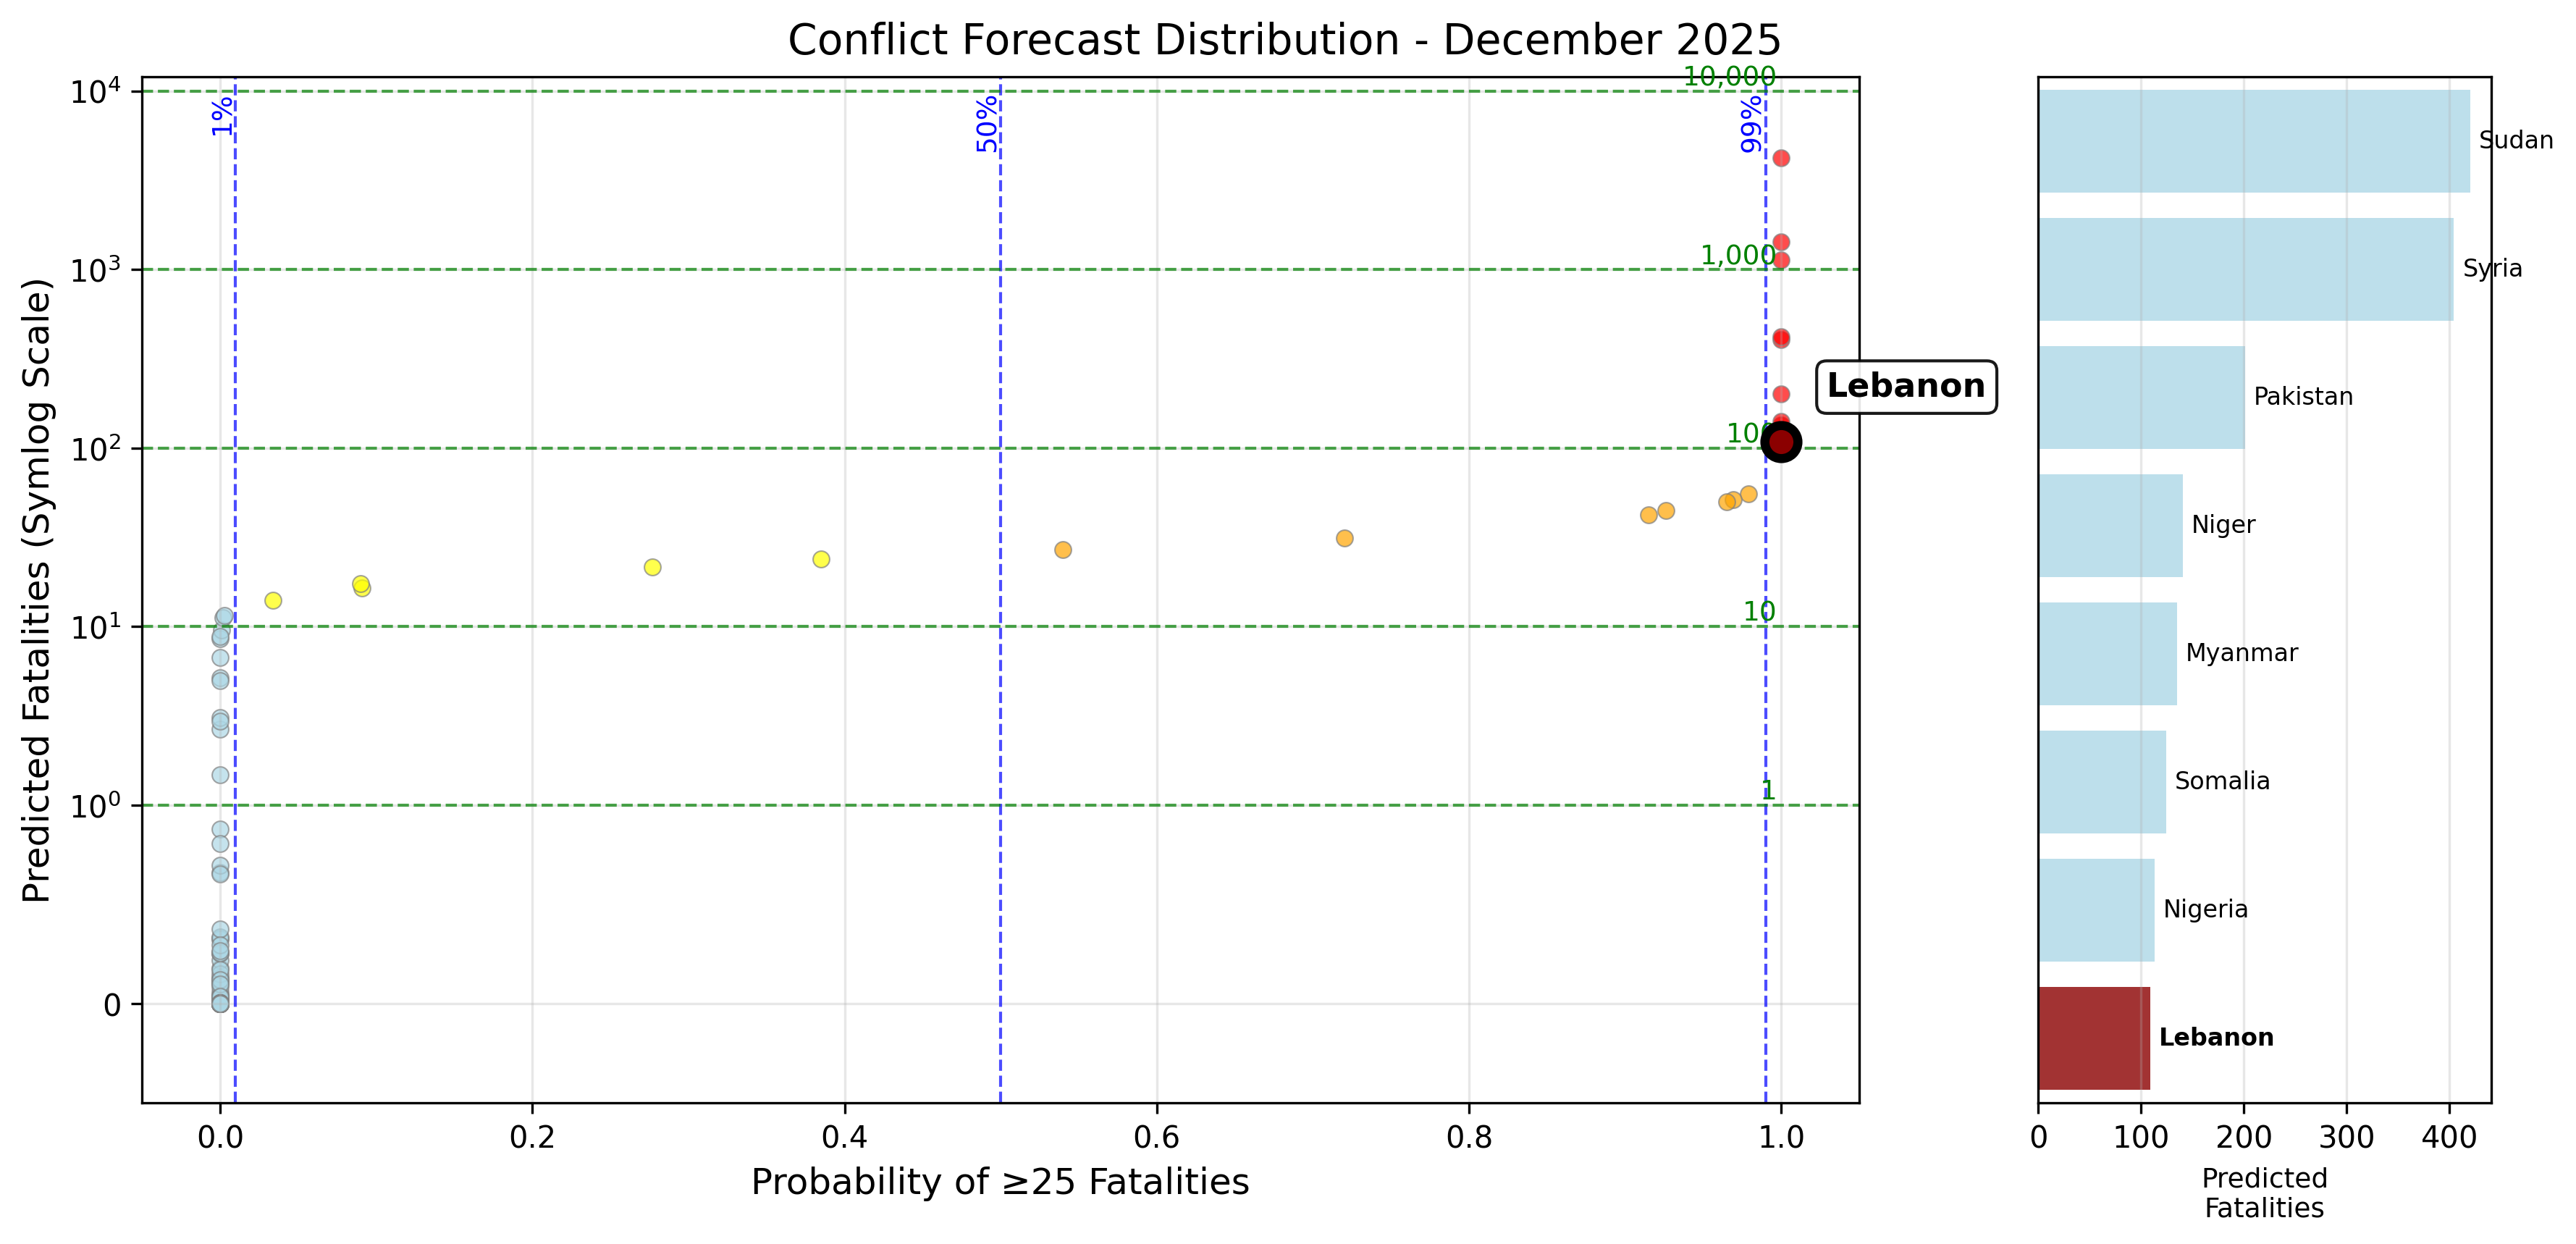 Conflict Forecast Distribution - December 2025
Predicted Fatalities (Symlog Scale)
10⁴
10³
10²
10¹
10⁰
0
1%
50%
99%
10,000
1,000
100
10
1
Lebanon
0.0 0.2 0.4 0.6 0.8 1.0
Probability of ≥25 Fatalities
Sudan
Syria
Pakistan
Niger
Myanmar
Somalia
Nigeria
Lebanon
0 100 200 300 400
Predicted
Fatalities